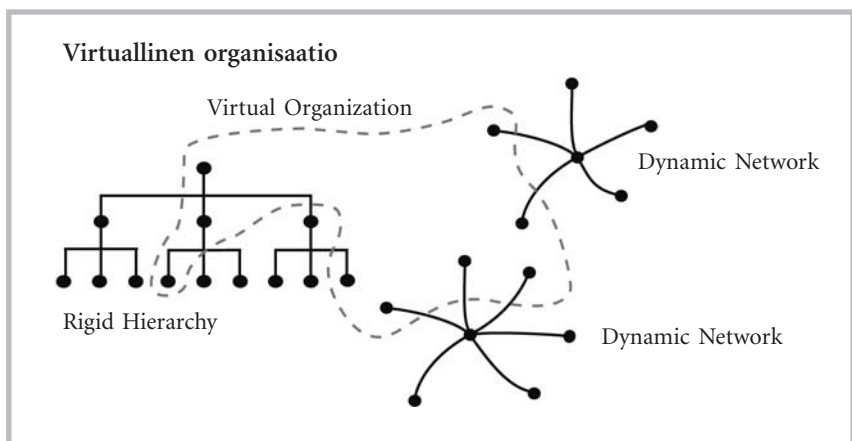 Virtuallinen organisaatio
Virtual Organization
Dynamic Network
Rigid Hierarchy
Dynamic Network